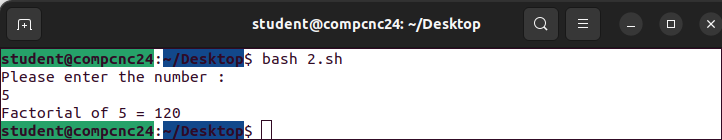 student@compcnc24: ~/Desktop
student@compcnc24:~/Desktop$ bash 2.sh
Please enter the number :
5
Factorial of 5 = 120
student@compcnc24:~/Desktop$